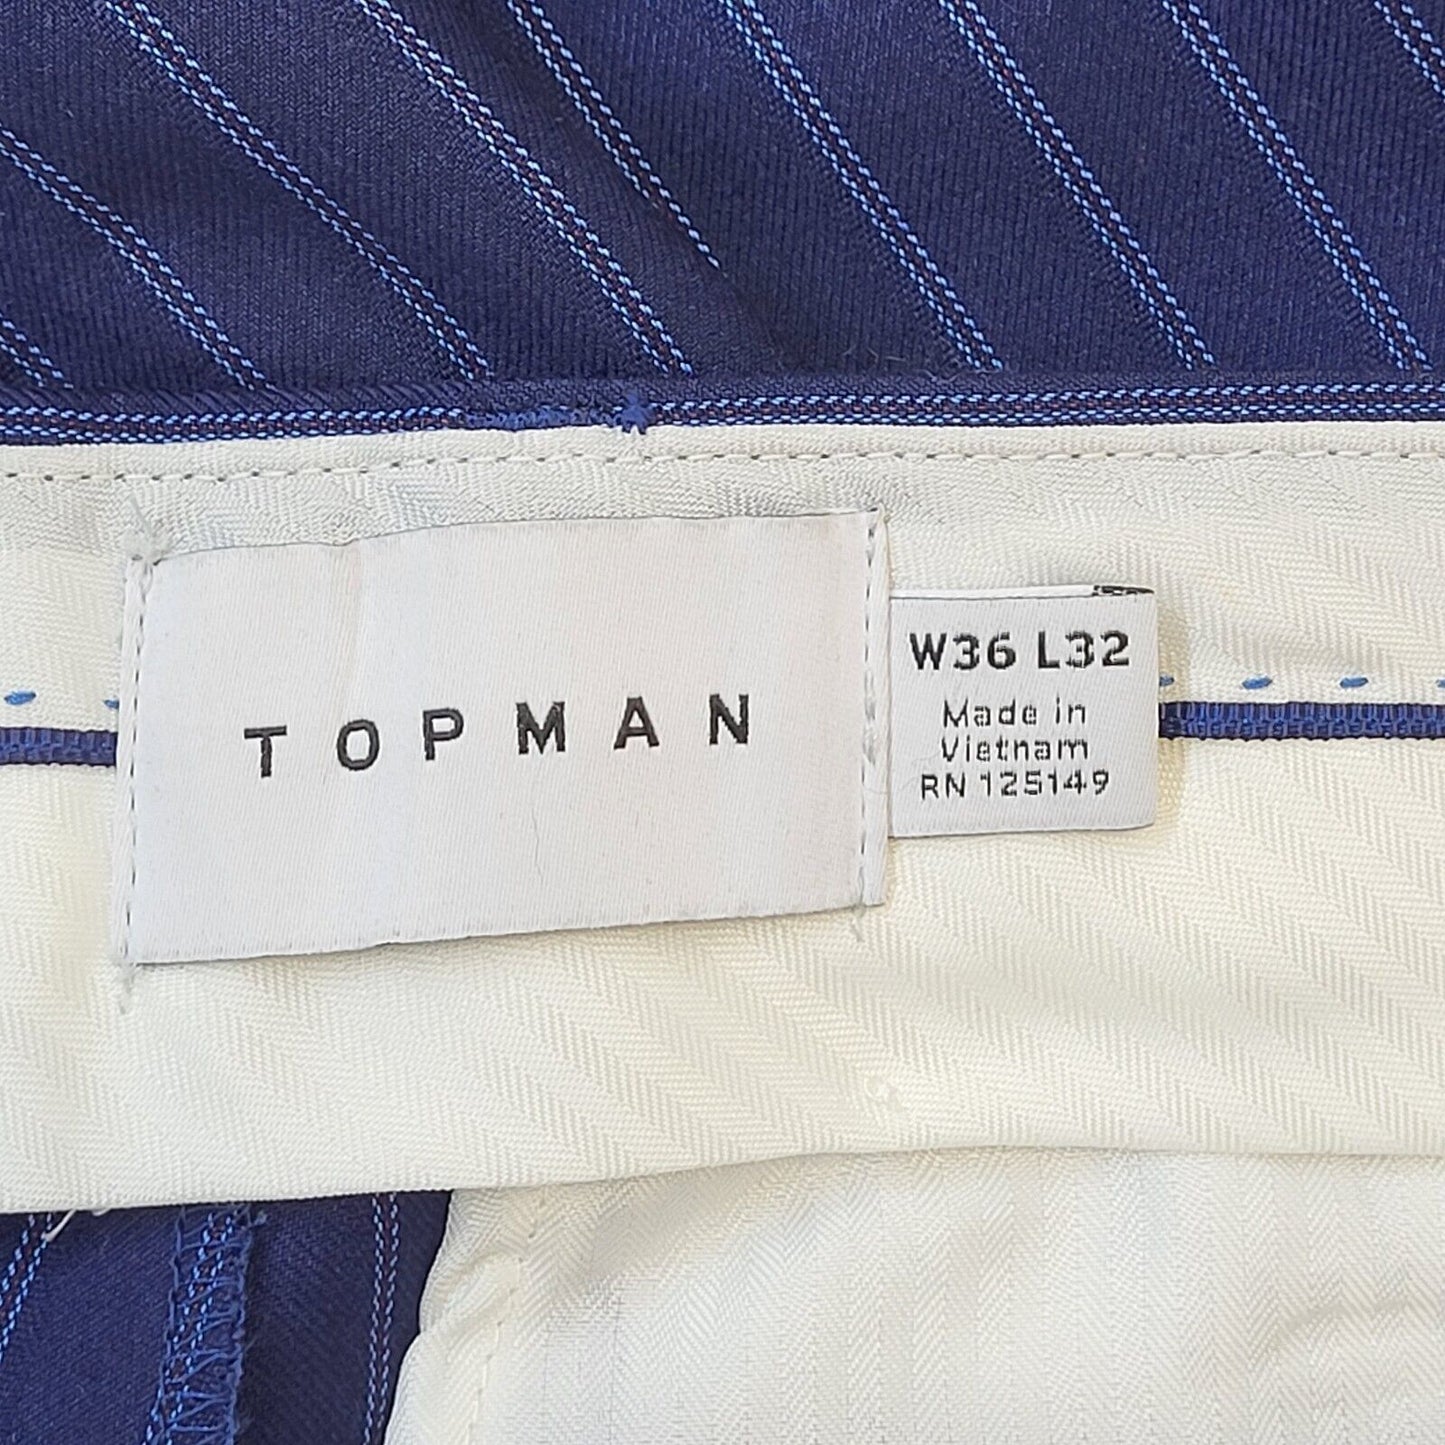 TOPMAN
W36 L32
Made in
Vietnam
RN 125149